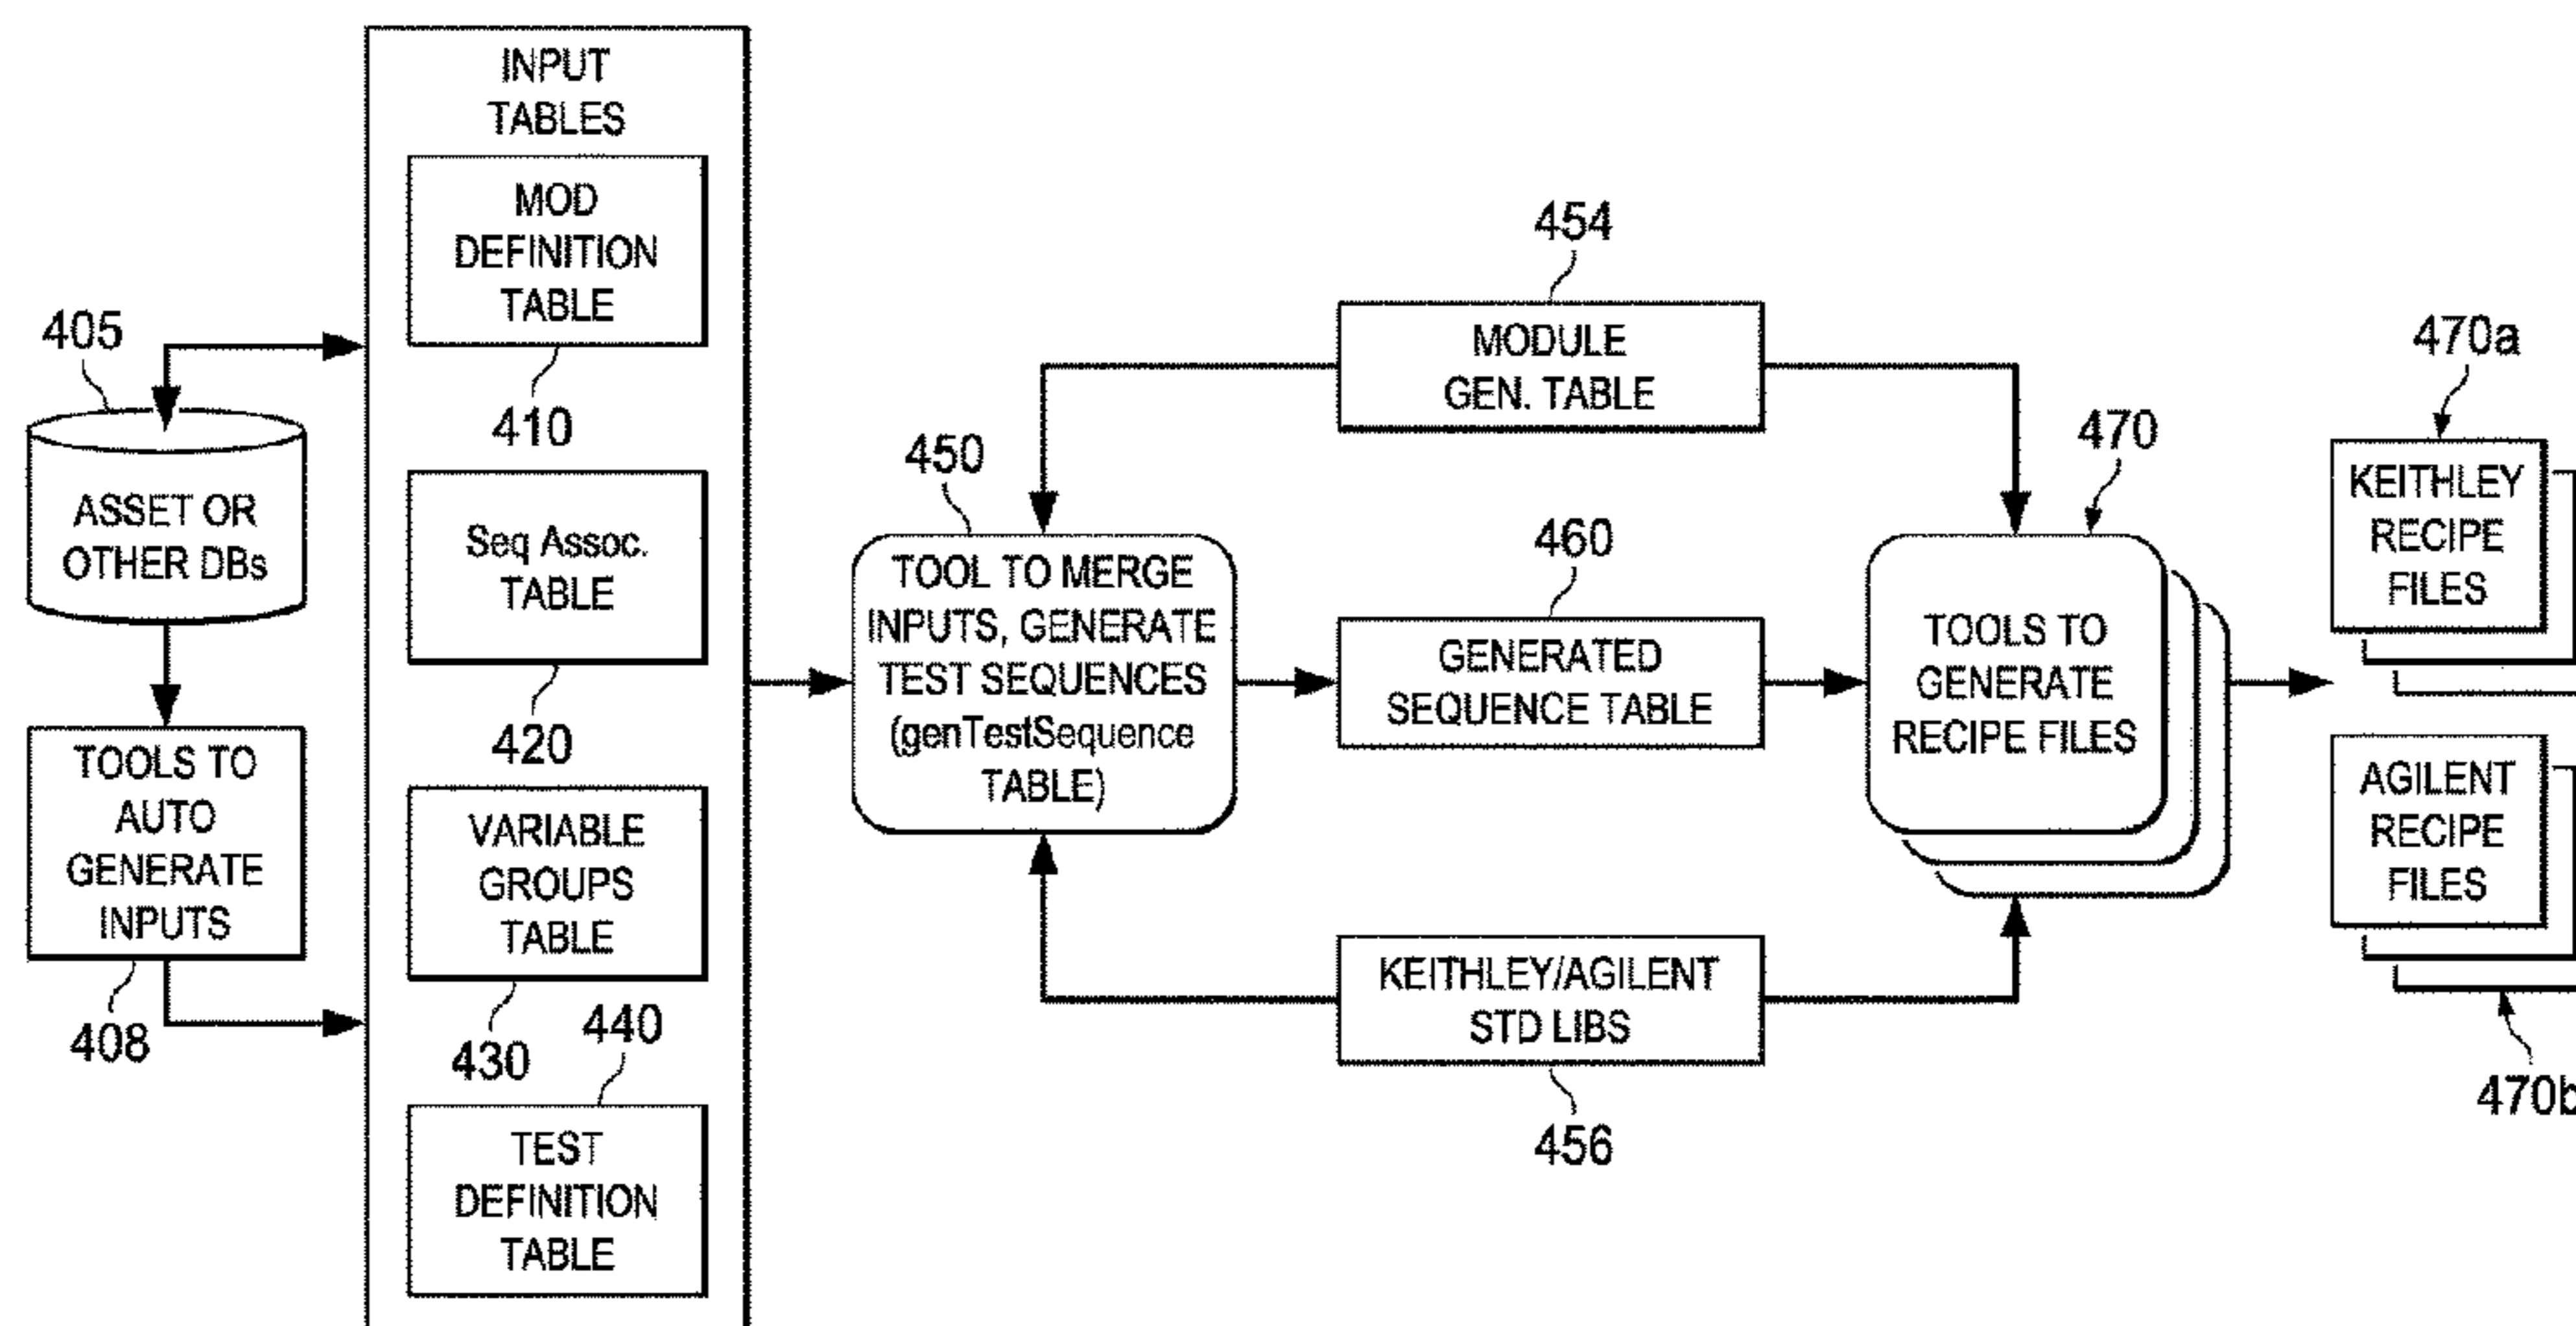 INPUT
TABLES
MOD
DEFINITION
TABLE
410
Seq Assoc.
TABLE
420
VARIABLE
GROUPS
TABLE
430
440
TEST
DEFINITION
TABLE
405
ASSET OR
OTHER DBs
TOOLS TO
AUTO
GENERATE
INPUTS
408
450
TOOL TO MERGE
INPUTS, GENERATE
TEST SEQUENCES
(genTestSequence
TABLE)
454
MODULE
GEN. TABLE
460
GENERATED
SEQUENCE TABLE
KEITHLEY/AGILENT
STD LIBS
456
470
TOOLS TO
GENERATE
RECIPE FILES
470a
KEITHLEY
RECIPE
FILES
AGILENT
RECIPE
FILES
470b